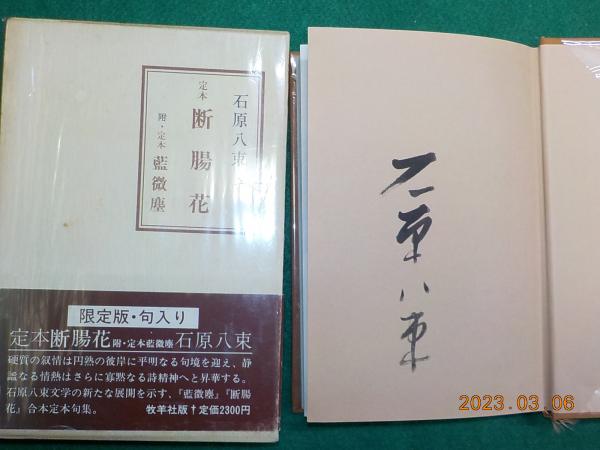 石原八束
定本 断腸花
附・定本 藍微塵
限定版・句入り
定本断腸花 附・定本藍微塵 石原八束
硬質の叙情は円熟の彼岸に平明なる句境を迎え、静
謐なる情熱はさらに寡黙なる詩精神へと昇華する。
石原八束文学の新たな展開を示す、『藍微塵』『断腸
花』合本定本句集。 牧羊社版†定価2300円
石原八束
2023.03.06